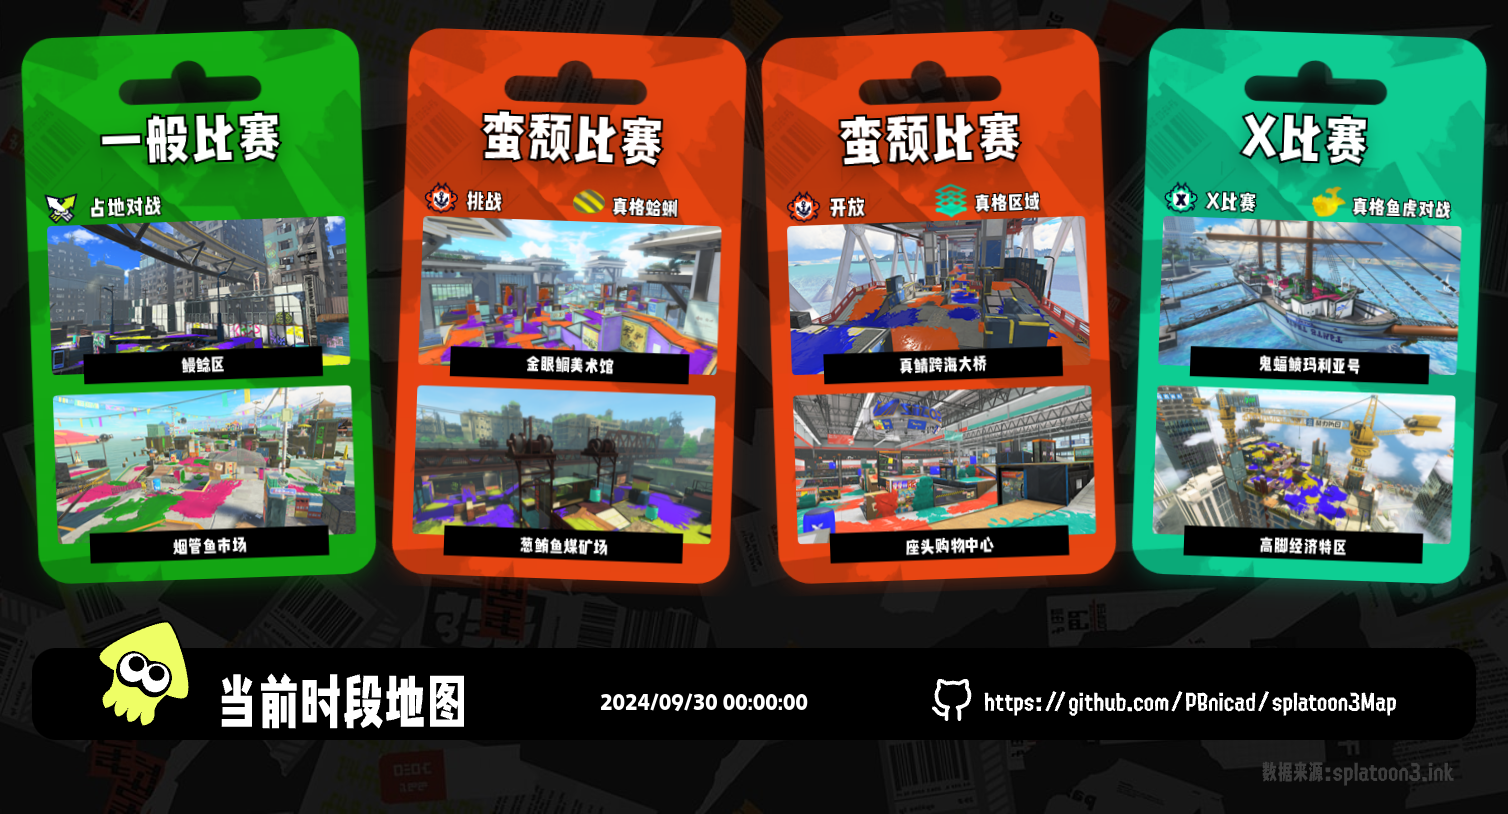 一般比赛
占地对战
鳗鲶区
烟管鱼市场
蛮颓比赛
挑战
真格蛤蜊
金眼鲷美术馆
葱鲔鱼煤矿场
蛮颓比赛
开放
真格区域
真鲭跨海大桥
座头购物中心
X比赛
X比赛
真格鱼虎对战
鬼蝠鲼玛利亚号
高脚经济特区
当前时段地图
2024/09/30 00:00:00
https://github.com/PBnicad/splatoon3Map
数据来源:splatoon3.ink